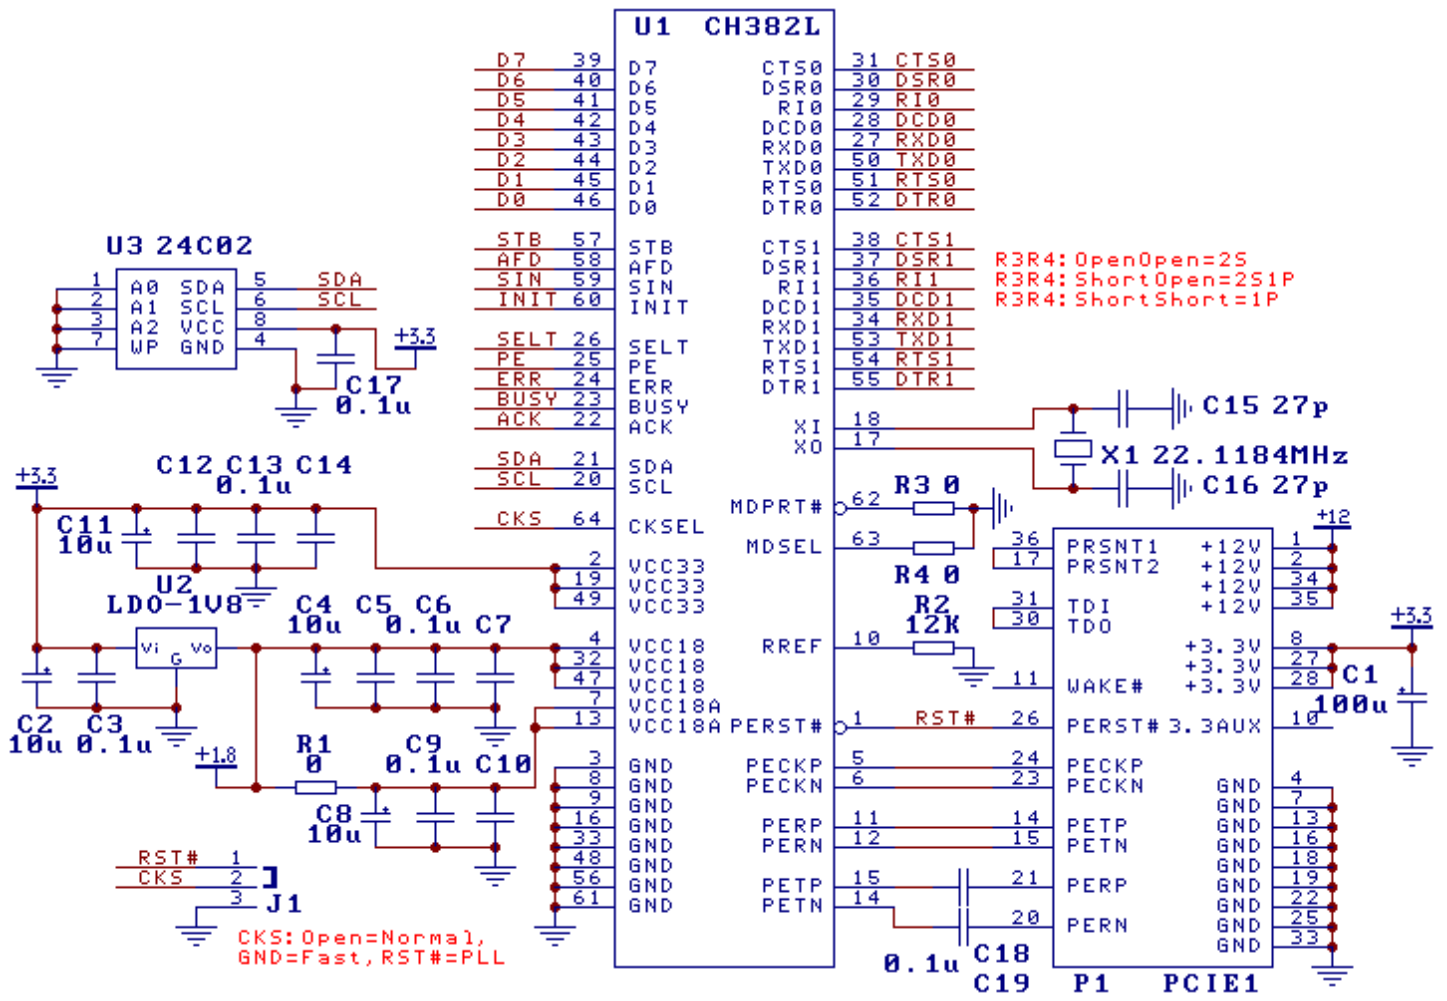 U1 CH382L
D7 39 D7 CTS0 31 CTS0
D6 40 D6 DSR0 30 DSR0
D5 41 D5 RI0 29 RI0
D4 42 D4 DCD0 28 DCD0
D3 43 D3 RXD0 27 RXD0
D2 44 D2 TXD0 50 TXD0
D1 45 D1 RTS0 51 RTS0
D0 46 D0 DTR0 52 DTR0
STB 57 STB CTS1 38 CTS1
AFD 58 AFD DSR1 37 DSR1
SIN 59 SIN RI1 36 RI1
INIT 60 INIT DCD1 35 DCD1
RXD1 34 RXD1
SELT 26 SELT TXD1 53 TXD1
PE 25 PE RTS1 54 RTS1
ERR 24 ERR DTR1 55 DTR1
BUSY 23 BUSY
ACK 22 ACK XI 18
XO 17
SDA 21 SDA
SCL 20 SCL
MDPRT# 62
CKS 64 CKSEL
MDSEL 63
2 VCC33
19 VCC33
49 VCC33
4 VCC18 RREF 10
32 VCC18
47 VCC18
7 VCC18A
13 VCC18A PERST# 1 RST#
3 GND PECKP 5
8 GND PECKN 6
9 GND
16 GND PERP 11
33 GND PERN 12
48 GND
56 GND PETP 15
61 GND PETN 14
R3R4:OpenOpen=2S
R3R4:ShortOpen=2S1P
R3R4:ShortShort=1P
U3 24C02
1 A0 SDA 5 SDA
2 A1 SCL 6 SCL
3 A2 VCC 8
7 WP GND 4
+3.3
C17
0.1u
C15 27p
X1 22.1184MHz
C16 27p
R3 0
R4 0
R2
12K
C12 C13 C14
0.1u
+3.3
C11
10u
U2
LDO-1V8
Vi Vo
G
C4 C5 C6 C7
10u 0.1u
C2 C3
10u 0.1u
+1.8
R1
0
C9 C10
0.1u
C8
10u
RST# 1
CKS 2
3 J1
CKS:Open=Normal,
GND=Fast,RST#=PLL
+12
36 PRSNT1 +12V 1
17 PRSNT2 +12V 2
+12V 34
31 TDI +12V 35
30 TDO
+3.3V 8
+3.3V 27
11 WAKE# +3.3V 28
26 PERST# 3.3AUX 10
24 PECKP
23 PECKN GND 4
GND 7
14 PETP GND 13
15 PETN GND 16
GND 18
21 PERP GND 19
GND 22
20 PERN GND 25
GND 33
+3.3
C1
100u
0.1u C18
C19
P1 PCIE1